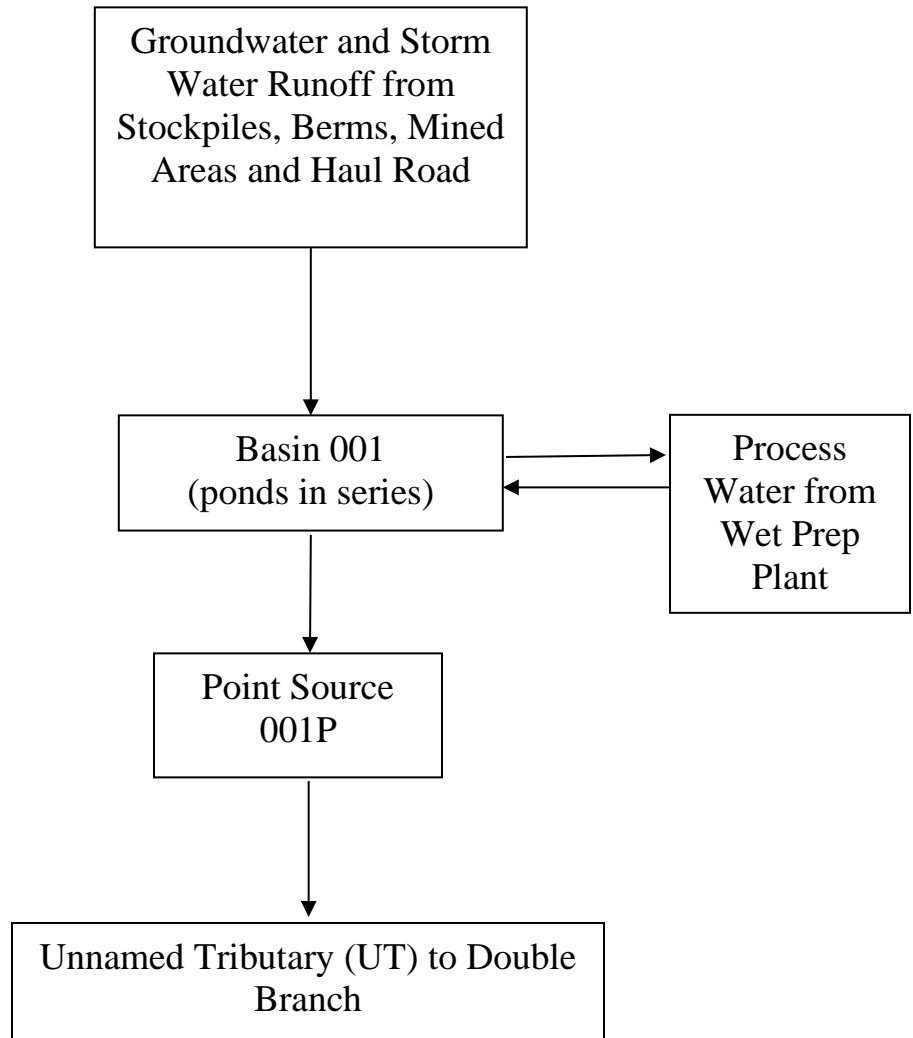 Groundwater and Storm
Water Runoff from
Stockpiles, Berms, Mined
Areas and Haul Road
Basin 001
(ponds in series)
Process
Water from
Wet Prep
Plant
Point Source
001P
Unnamed Tributary (UT) to Double
Branch